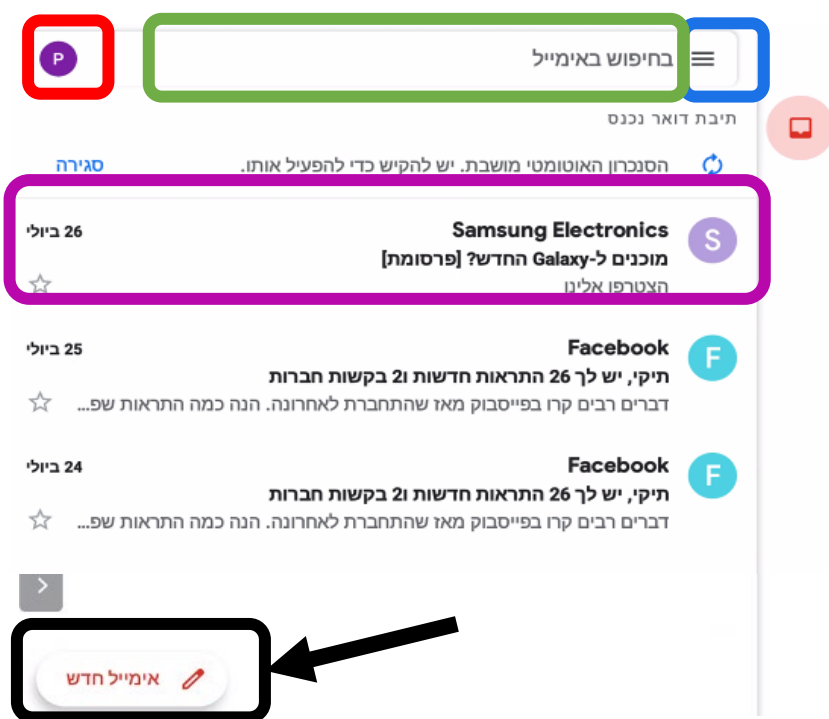 בחיפוש באימייל
P
תיבת דואר נכנס
הסנכרון האוטומטי מושבת. יש להקיש כדי להפעיל אותו.
סגירה
S
Samsung Electronics
26 ביולי
מוכנים ל-Galaxy החדש? [פרסומת]
הצטרפו אלינו
F
Facebook
25 ביולי
תיקי, יש לך 26 התראות חדשות ו2 בקשות חברות
דברים רבים קרו בפייסבוק מאז שהתחברת לאחרונה. הנה כמה התראות שפ...
F
Facebook
24 ביולי
תיקי, יש לך 26 התראות חדשות ו2 בקשות חברות
דברים רבים קרו בפייסבוק מאז שהתחברת לאחרונה. הנה כמה התראות שפ...
אימייל חדש